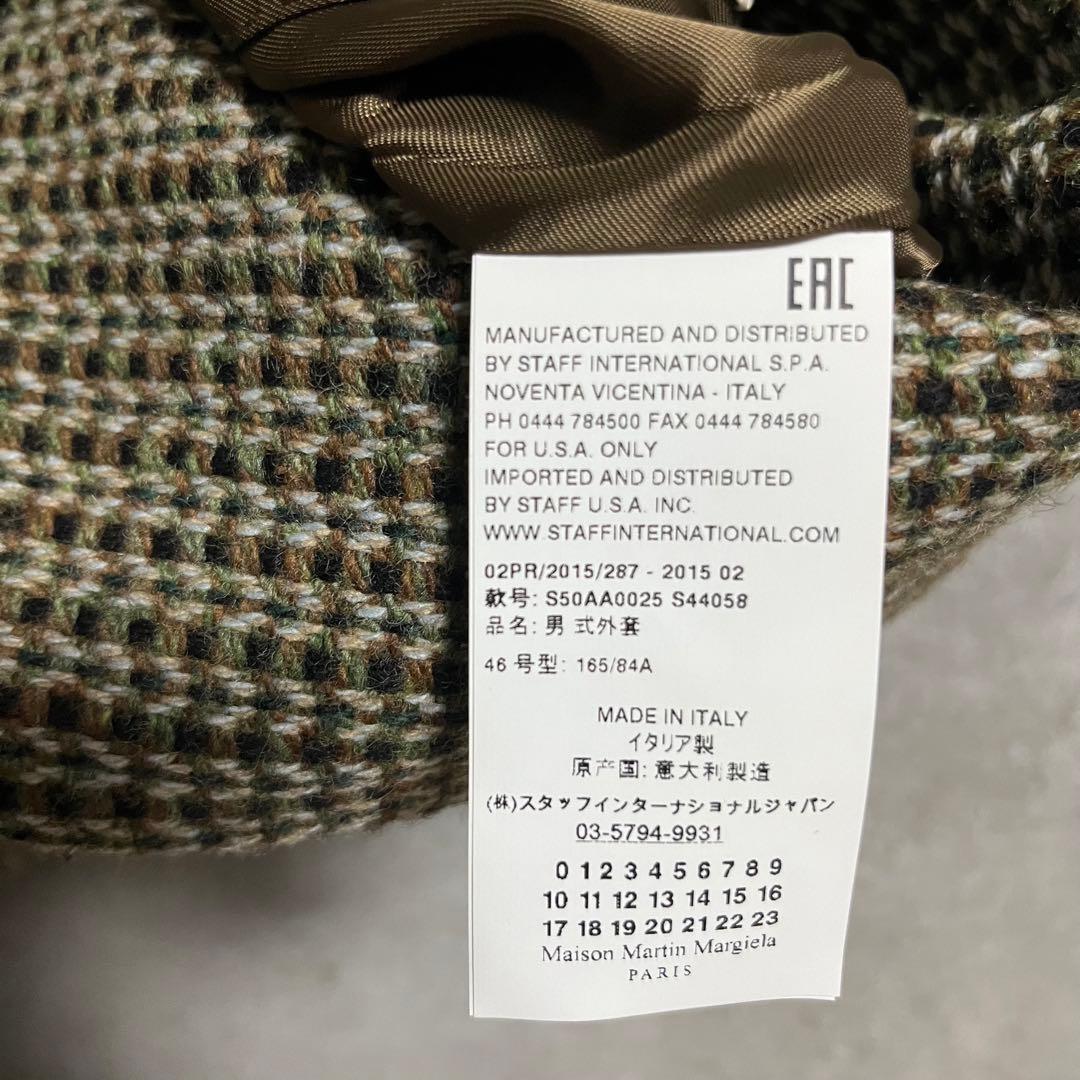 EAC
MANUFACTURED AND DISTRIBUTED
BY STAFF INTERNATIONAL S.P.A.
NOVENTA VICENTINA - ITALY
PH 0444 784500 FAX 0444 784580
FOR U.S.A. ONLY
IMPORTED AND DISTRIBUTED
BY STAFF U.S.A. INC.
WWW.STAFFINTERNATIONAL.COM
02PR/2015/287 - 2015 02
款号: S50AA0025 S44058
品名: 男 式外套
46 号型: 165/84A
MADE IN ITALY
イタリア製
原产国: 意大利製造
(株)スタッフインターナショナルジャパン
03-5794-9931
0 1 2 3 4 5 6 7 8 9
10 11 12 13 14 15 16
17 18 19 20 21 22 23
Maison Martin Margiela
PARIS